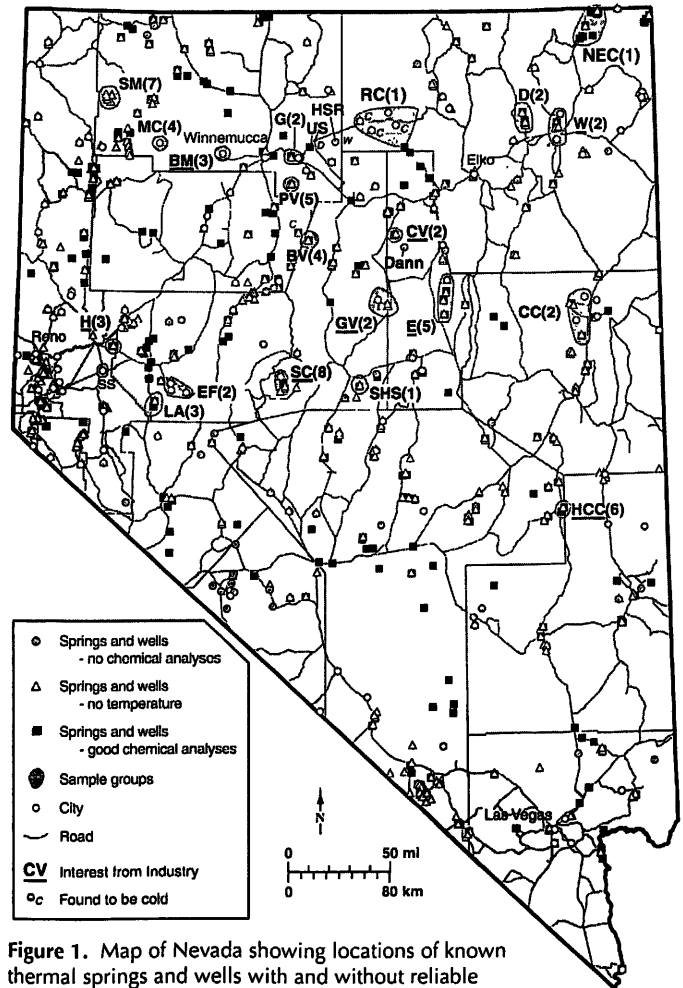 NEC(1)
SM(7)
MC(4)
Winnemucca
BM(3)
G(2)
HSR
US
RC(1)
C
C
C
W
D(2)
W(2)
Elko
PV(5)
C
BV(4)
CV(2)
Dann
GV(2)
E(5)
CC(2)
H(3)
Reno
SS
EF(2)
LA(3)
SC(8)
SHS(1)
HCC(6)
Las Vegas
Springs and wells
- no chemical analyses
Springs and wells
- no temperature
Springs and wells
- good chemical analyses
Sample groups
City
Road
CV Interest from Industry
C Found to be cold
N
0 50 mi
0 80 km
Figure 1. Map of Nevada showing locations of known
thermal springs and wells with and without reliable